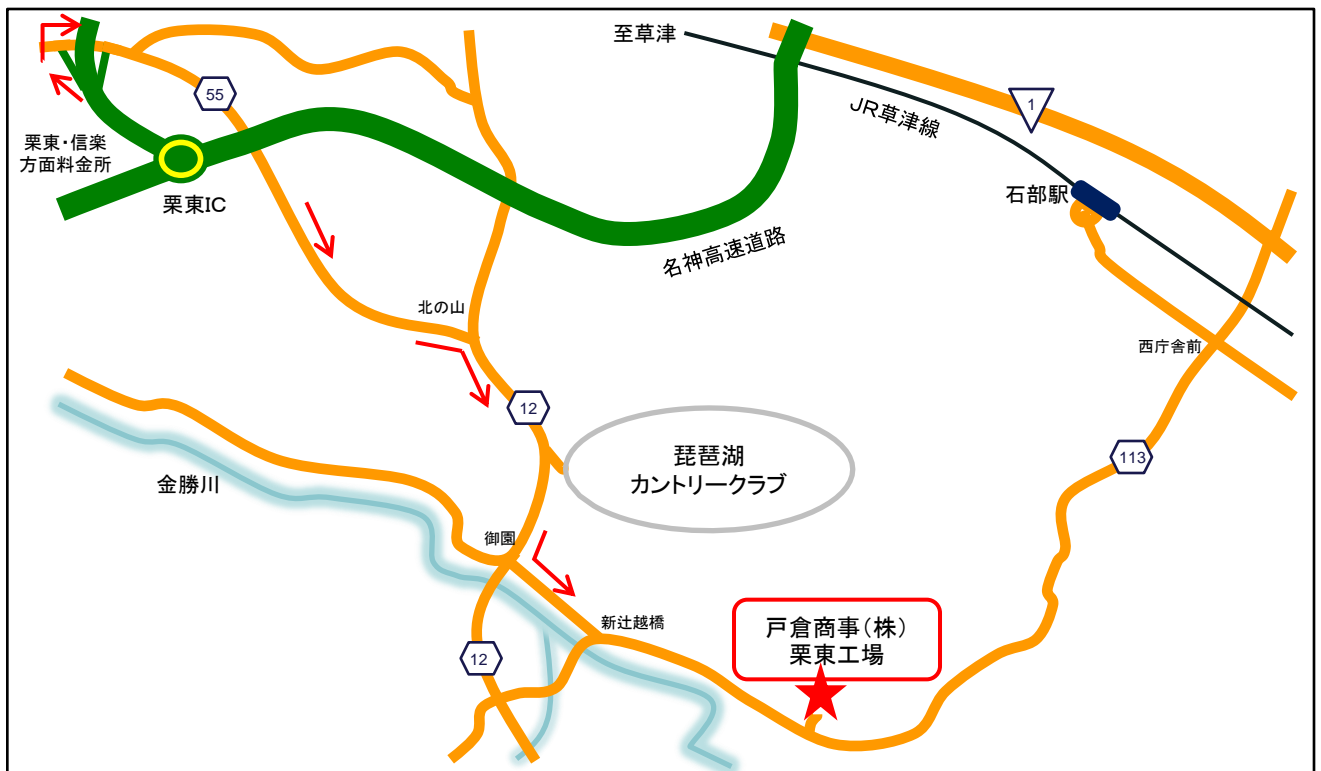 至草津
55
1
JR草津線
栗東・信楽
方面料金所
栗東IC
石部駅
名神高速道路
北の山
西庁舎前
12
琵琶湖
カントリークラブ
113
金勝川
御園
新辻越橋
戸倉商事(株)
栗東工場
12